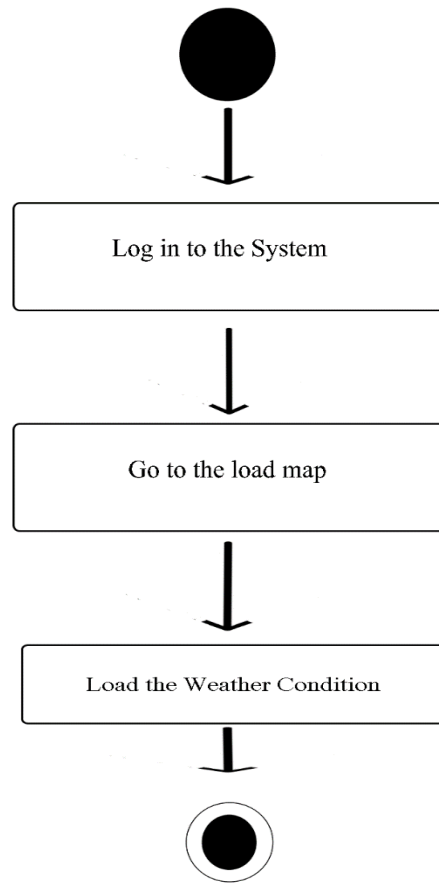 Log in to the System
Go to the load map
Load the Weather Condition